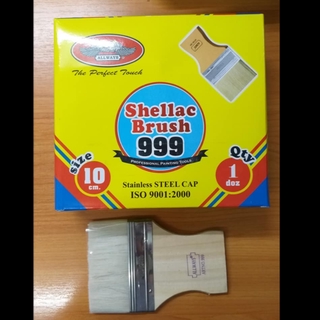 ALLWAYS
The Perfect Touch
Shellac
Brush
999
PROFESSIONAL PAINTING TOOLS
size
10
cm.
Qty.
1
doz
Stainless STEEL CAP
ISO 9001:2000